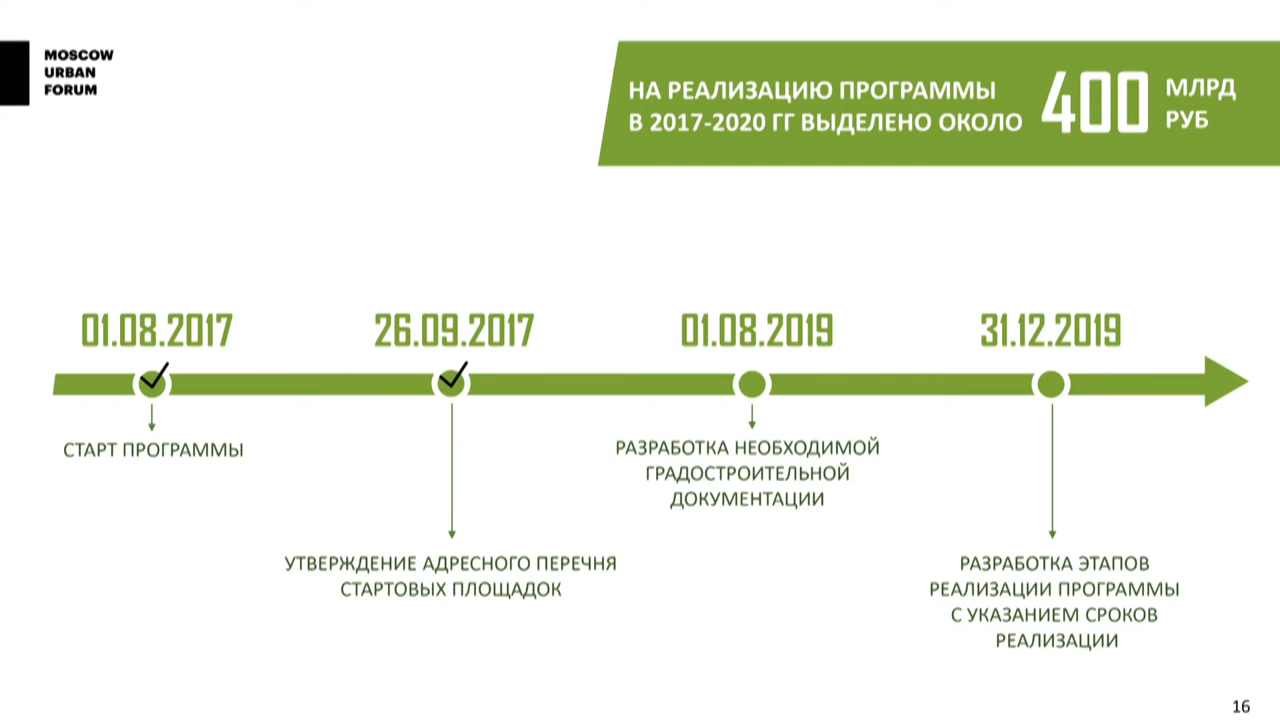 MOSCOW
URBAN
FORUM
НА РЕАЛИЗАЦИЮ ПРОГРАММЫ
В 2017-2020 ГГ ВЫДЕЛЕНО ОКОЛО
400
МЛРД
РУБ
01.08.2017
26.09.2017
01.08.2019
31.12.2019
СТАРТ ПРОГРАММЫ
УТВЕРЖДЕНИЕ АДРЕСНОГО ПЕРЕЧНЯ
СТАРТОВЫХ ПЛОЩАДОК
РАЗРАБОТКА НЕОБХОДИМОЙ
ГРАДОСТРОИТЕЛЬНОЙ
ДОКУМЕНТАЦИИ
РАЗРАБОТКА ЭТАПОВ
РЕАЛИЗАЦИИ ПРОГРАММЫ
С УКАЗАНИЕМ СРОКОВ
РЕАЛИЗАЦИИ
16